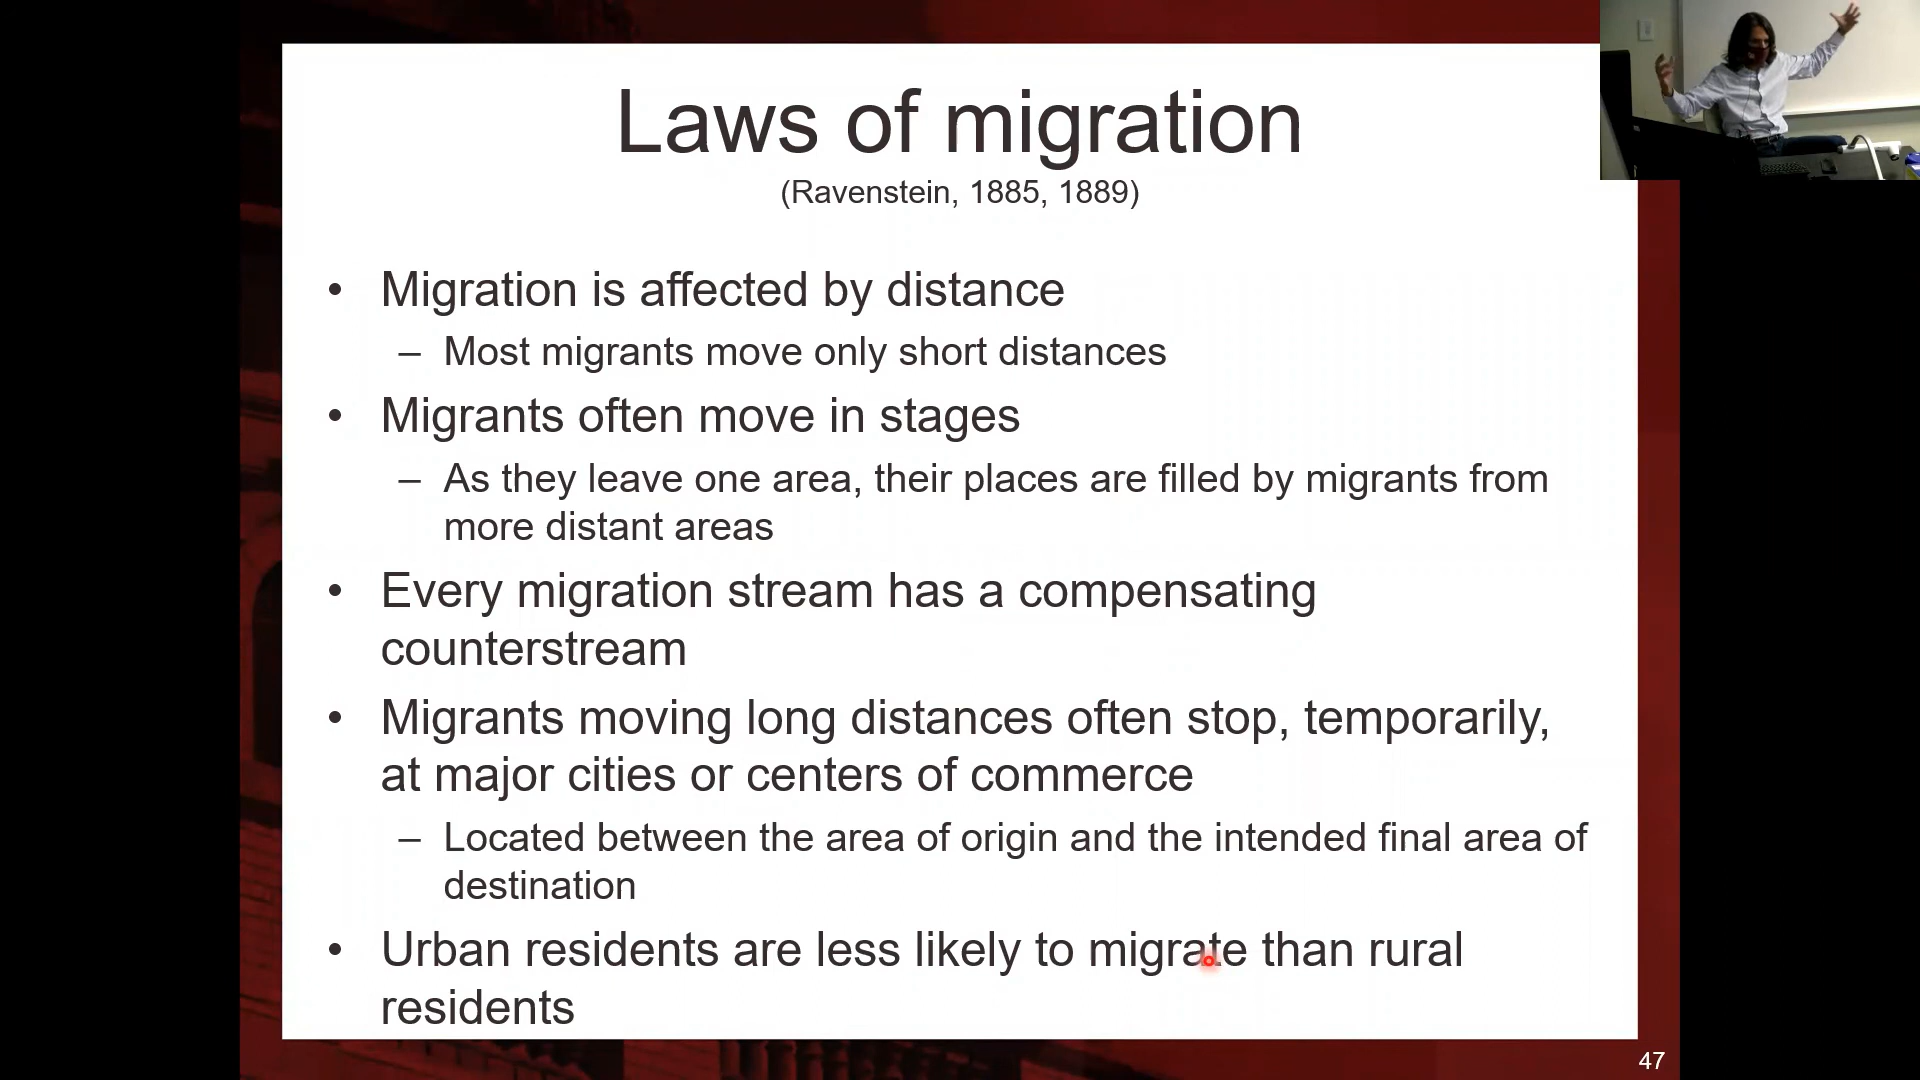 Laws of migration
(Ravenstein, 1885, 1889)
• Migration is affected by distance
– Most migrants move only short distances
• Migrants often move in stages
– As they leave one area, their places are filled by migrants from
more distant areas
• Every migration stream has a compensating
counterstream
• Migrants moving long distances often stop, temporarily,
at major cities or centers of commerce
– Located between the area of origin and the intended final area of
destination
• Urban residents are less likely to migrate than rural
residents
47